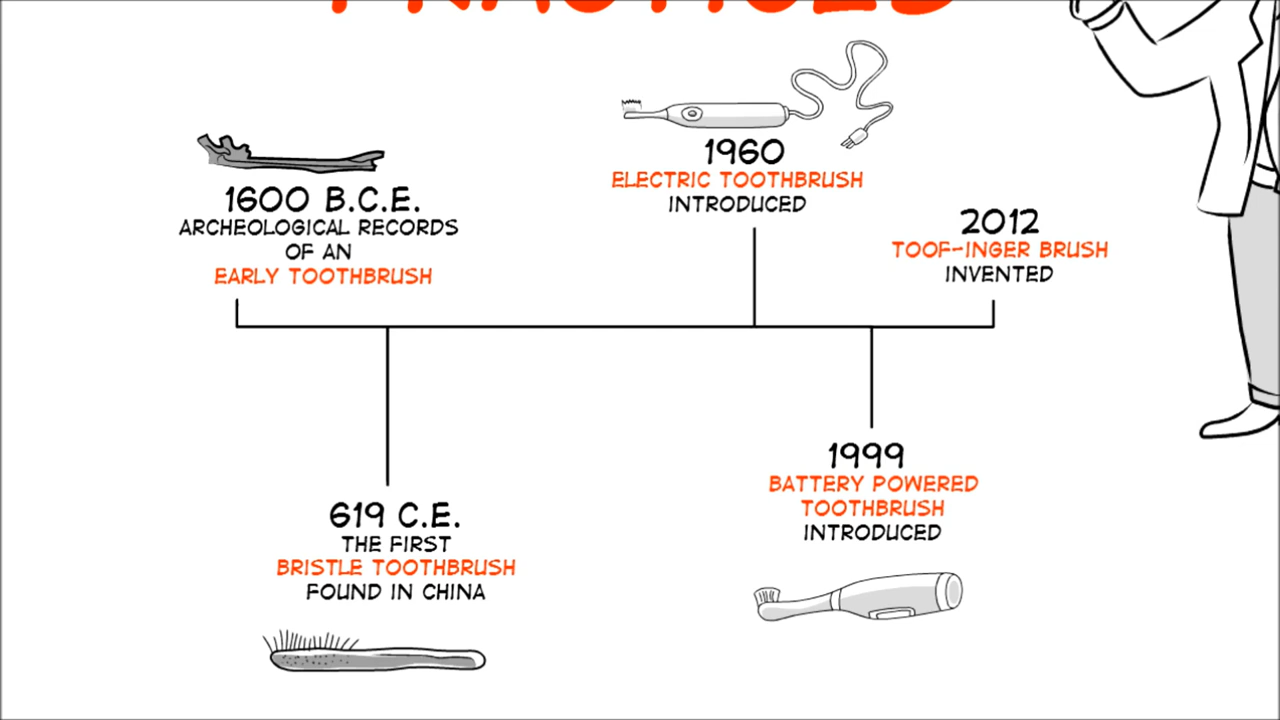 1600 B.C.E.
ARCHEOLOGICAL RECORDS
OF AN
EARLY TOOTHBRUSH
619 C.E.
THE FIRST
BRISTLE TOOTHBRUSH
FOUND IN CHINA
1960
ELECTRIC TOOTHBRUSH
INTRODUCED
1999
BATTERY POWERED
TOOTHBRUSH
INTRODUCED
2012
TOOF-INGER BRUSH
INVENTED